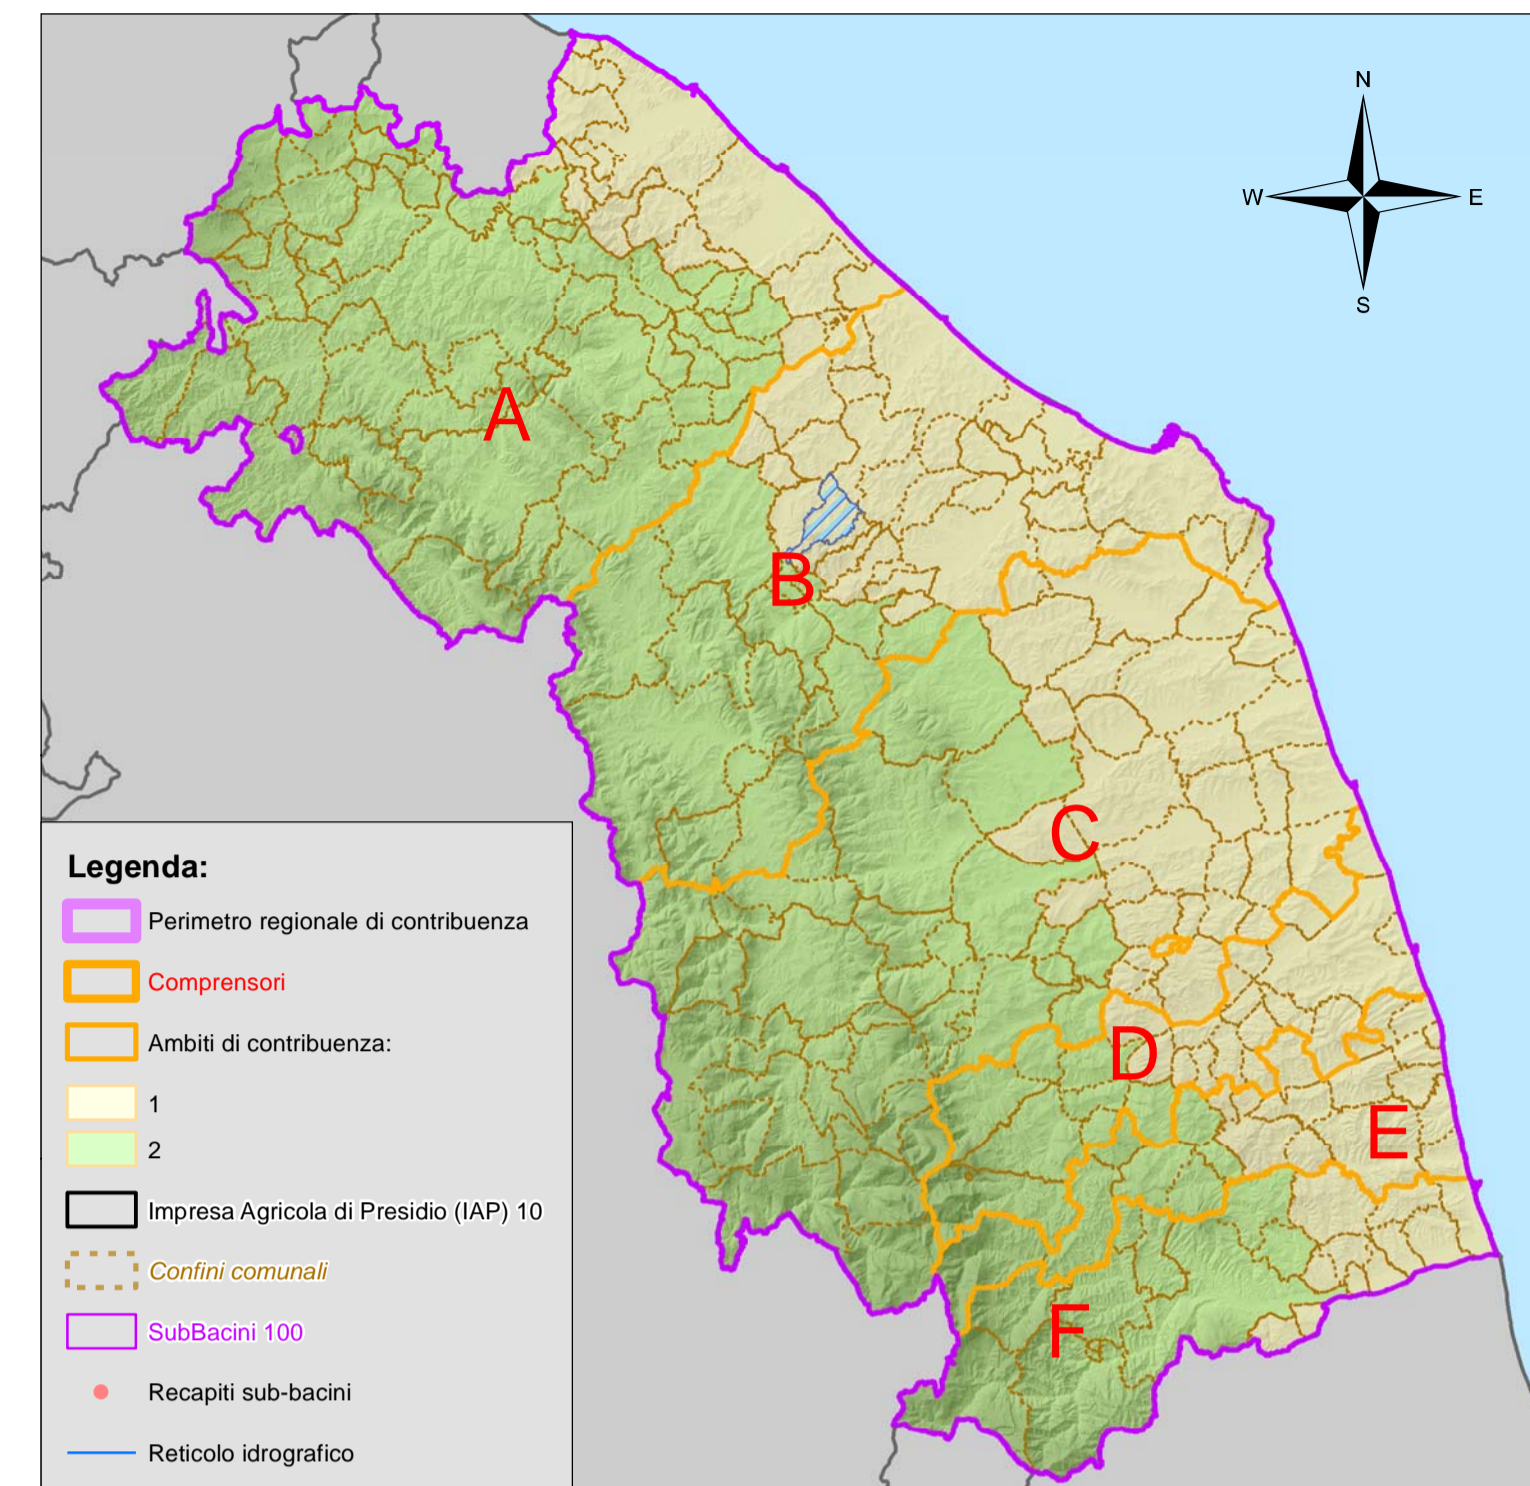 N
W
E
S
A
B
C
D
E
F
Legenda:
Perimetro regionale di contribuenza
Comprensori
Ambiti di contribuenza:
1
2
Impresa Agricola di Presidio (IAP) 10
Confini comunali
SubBacini 100
Recapiti sub-bacini
Reticolo idrografico